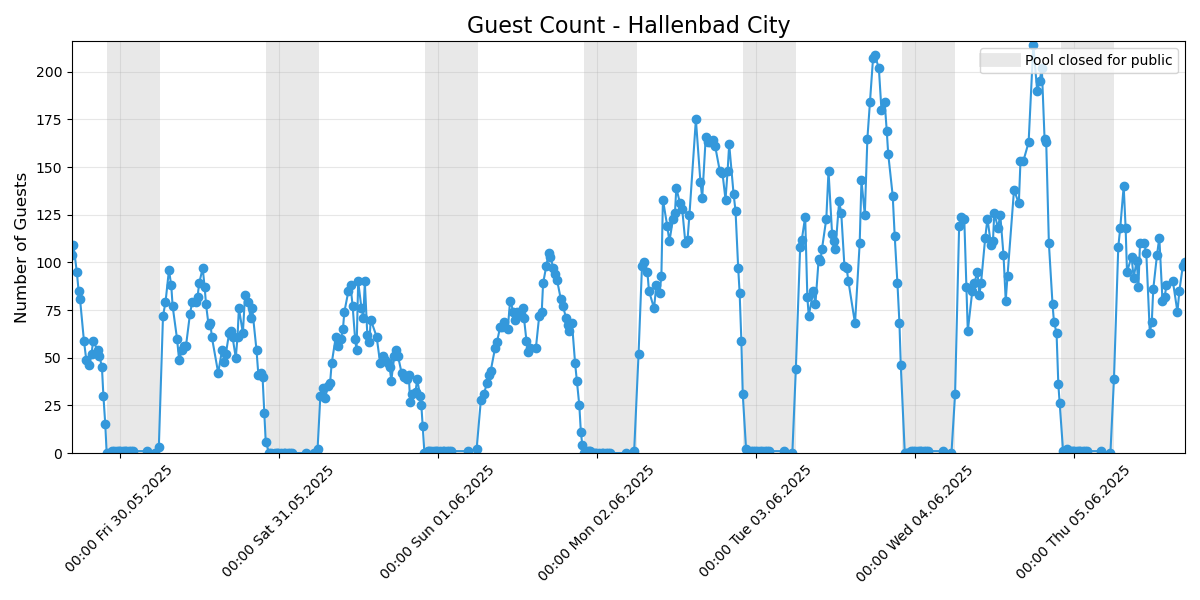 Guest Count - Hallenbad City
Pool closed for public
Number of Guests
200
175
150
125
100
75
50
25
0
00:00 Fri 30.05.2025
00:00 Sat 31.05.2025
00:00 Sun 01.06.2025
00:00 Mon 02.06.2025
00:00 Tue 03.06.2025
00:00 Wed 04.06.2025
00:00 Thu 05.06.2025